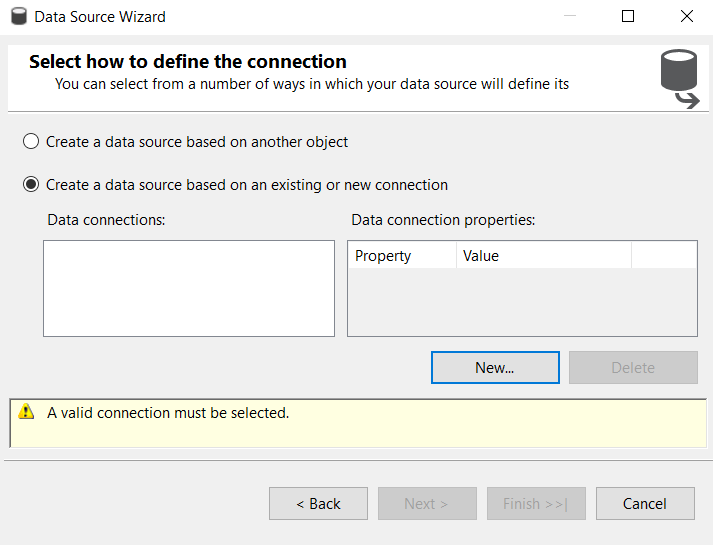 Data Source Wizard
Select how to define the connection
You can select from a number of ways in which your data source will define its
Create a data source based on another object
Create a data source based on an existing or new connection
Data connections:
Data connection properties:
Property Value
New... Delete
A valid connection must be selected.
< Back Next > Finish >>| Cancel